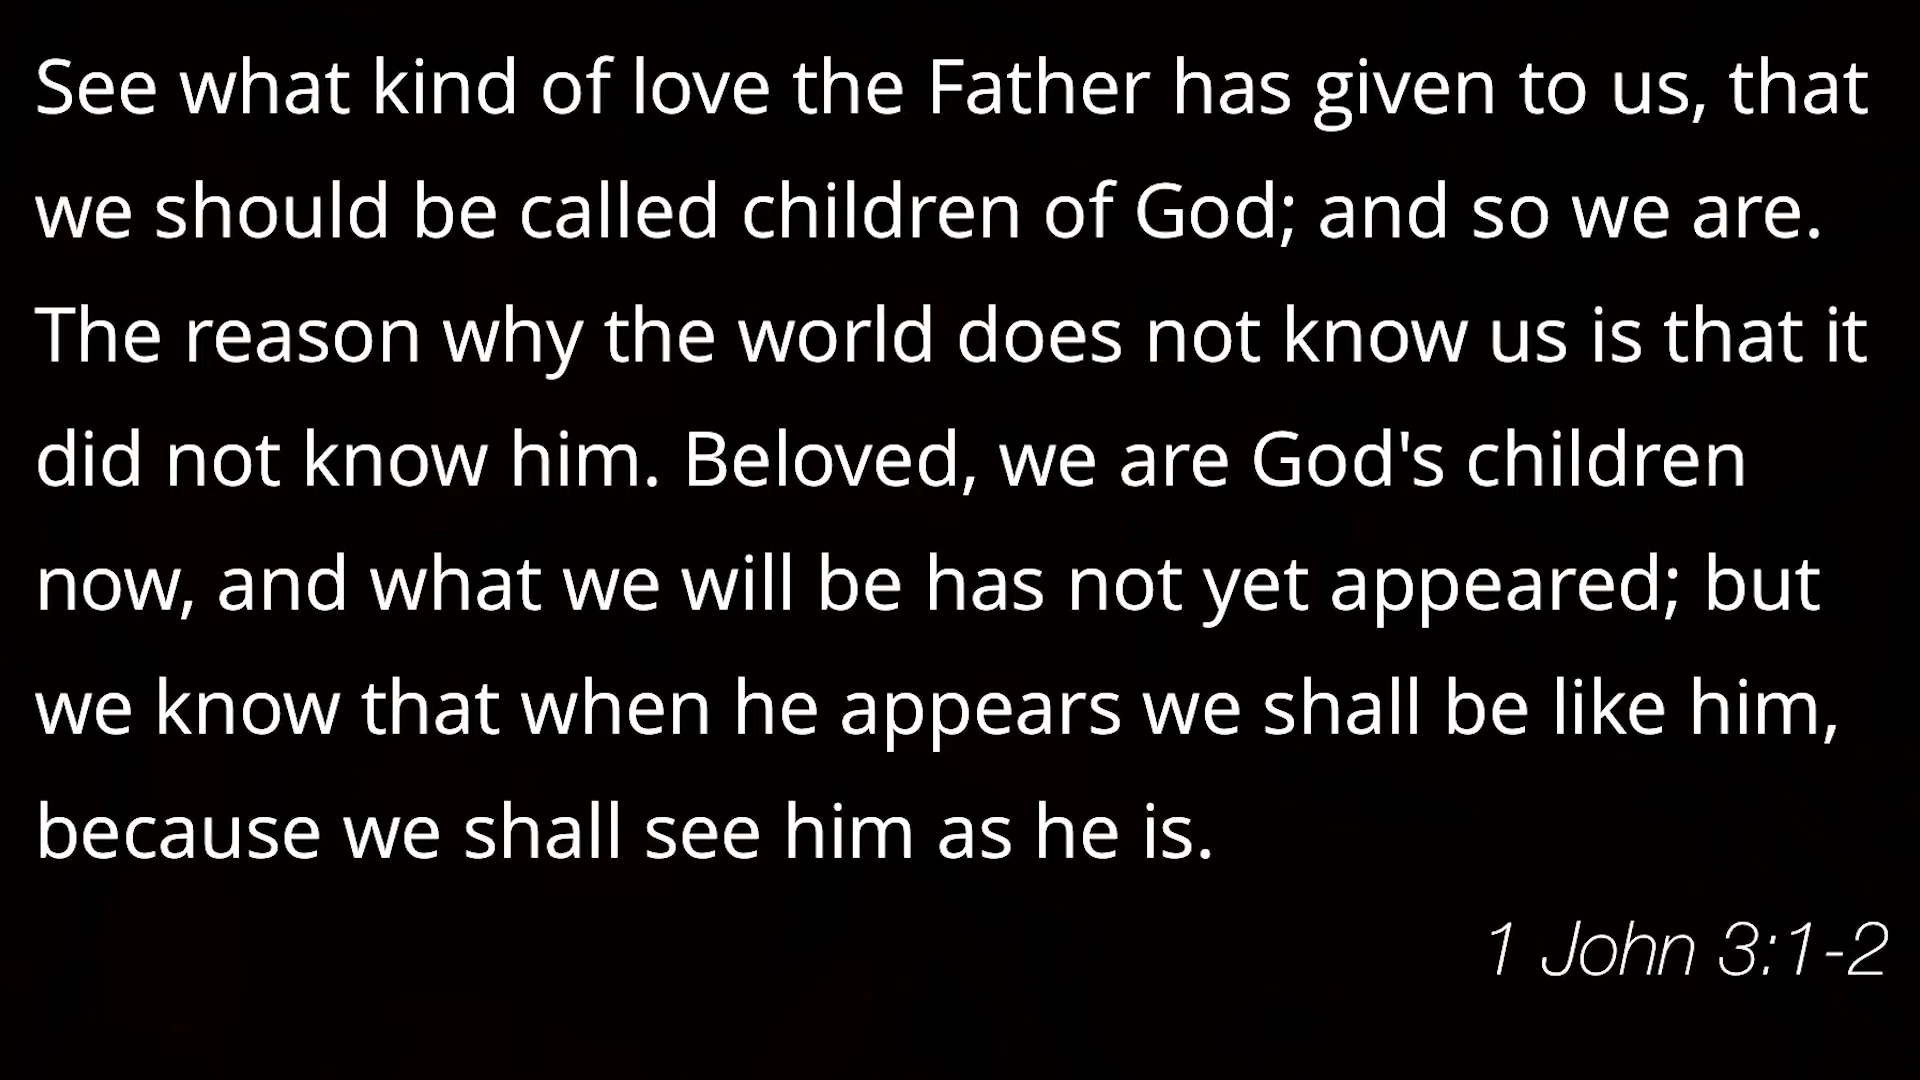 See what kind of love the Father has given to us, that
we should be called children of God; and so we are.
The reason why the world does not know us is that it
did not know him. Beloved, we are God's children
now, and what we will be has not yet appeared; but
we know that when he appears we shall be like him,
because we shall see him as he is.
1 John 3:1-2